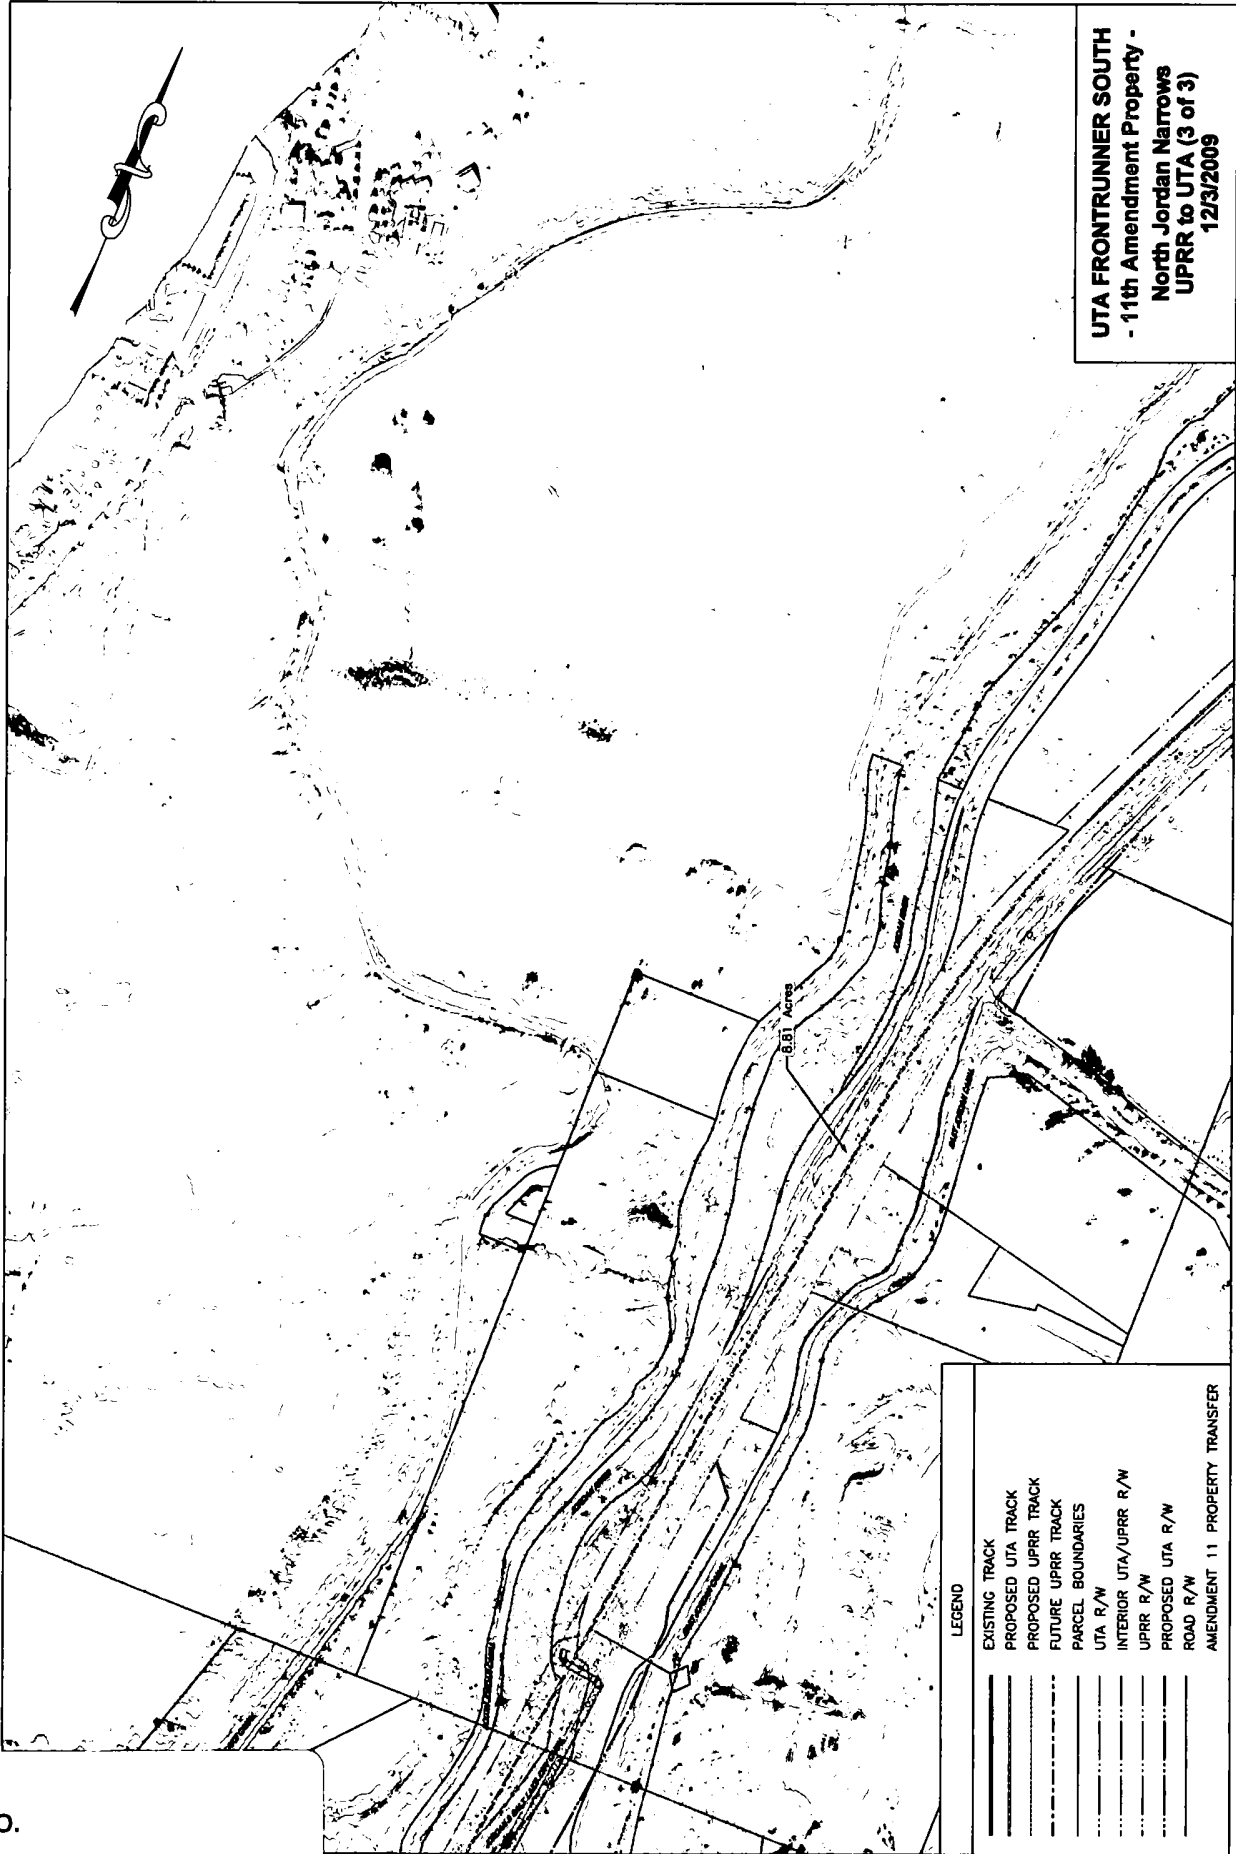 UTA FRONTRUNNER SOUTH
- 11th Amendment Property -
North Jordan Narrows
UPRR to UTA (3 of 3)
12/3/2009
8.81 Acres
LEGEND
EXISTING TRACK
PROPOSED UTA TRACK
PROPOSED UPRR TRACK
FUTURE UPRR TRACK
PARCEL BOUNDARIES
UTA R/W
INTERIOR UTA/UPRR R/W
UPRR R/W
PROPOSED UTA R/W
ROAD R/W
AMENDMENT 11 PROPERTY TRANSFER